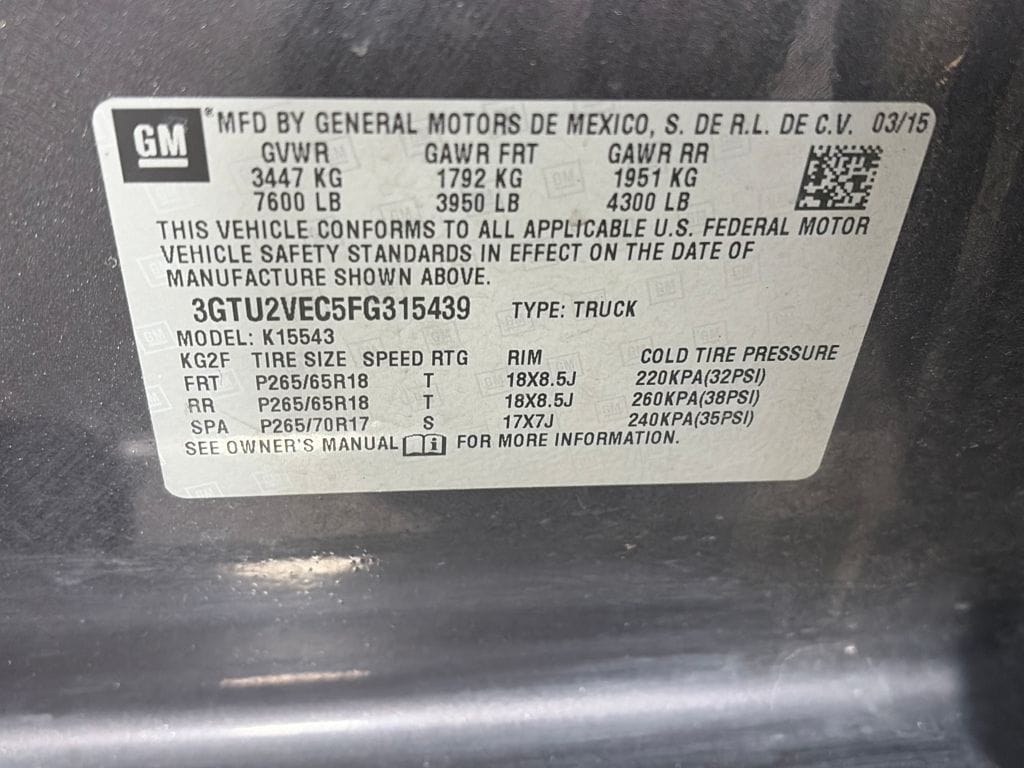 GM
MFD BY GENERAL MOTORS DE MEXICO, S. DE R.L. DE C.V. 03/15
GVWR GAWR FRT GAWR RR
3447 KG 1792 KG 1951 KG
7600 LB 3950 LB 4300 LB
THIS VEHICLE CONFORMS TO ALL APPLICABLE U.S. FEDERAL MOTOR
VEHICLE SAFETY STANDARDS IN EFFECT ON THE DATE OF
MANUFACTURE SHOWN ABOVE.
3GTU2VEC5FG315439 TYPE: TRUCK
MODEL: K15543
KG2F TIRE SIZE SPEED RTG RIM COLD TIRE PRESSURE
FRT P265/65R18 T 18X8.5J 220KPA(32PSI)
RR P265/65R18 T 18X8.5J 260KPA(38PSI)
SPA P265/70R17 S 17X7J 240KPA(35PSI)
SEE OWNER'S MANUAL FOR MORE INFORMATION.